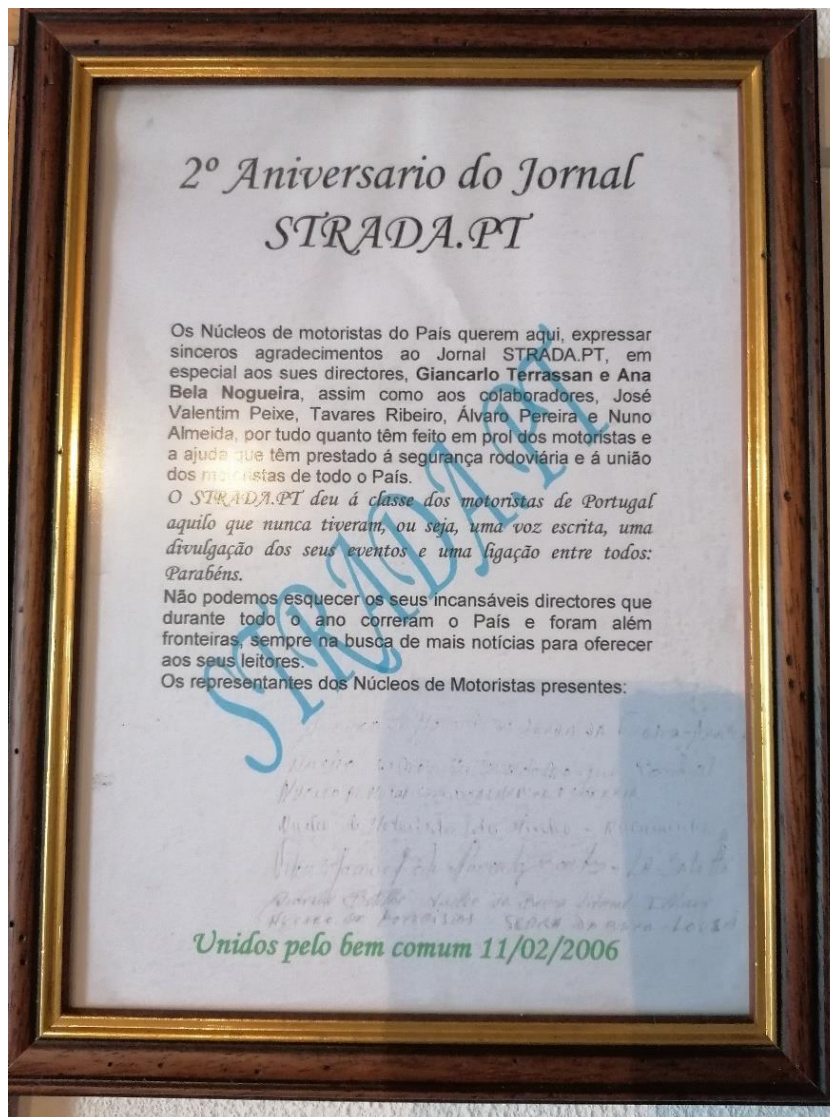 2º Aniversario do Jornal
STRADA.PT
Os Núcleos de motoristas do País querem aqui, expressar
sinceros agradecimentos ao Jornal STRADA.PT, em
especial aos sues directores, Giancarlo Terrassan e Ana
Bela Nogueira, assim como aos colaboradores, José
Valentim Peixe, Tavares Ribeiro, Álvaro Pereira e Nuno
Almeida, por tudo quanto têm feito em prol dos motoristas e
a ajuda que têm prestado á segurança rodoviária e á união
dos motoristas de todo o País.
O STRADA.PT deu á classe dos motoristas de Portugal
aquilo que nunca tiveram, ou seja, uma voz escrita, uma
divulgação dos seus eventos e uma ligação entre todos:
Parabéns.
Não podemos esquecer os seus incansáveis directores que
durante todo o ano correram o País e foram além
fronteiras, sempre na busca de mais notícias para oferecer
aos seus leitores.
Os representantes dos Núcleos de Motoristas presentes:
STRADA.PT
Unidos pelo bem comum 11/02/2006